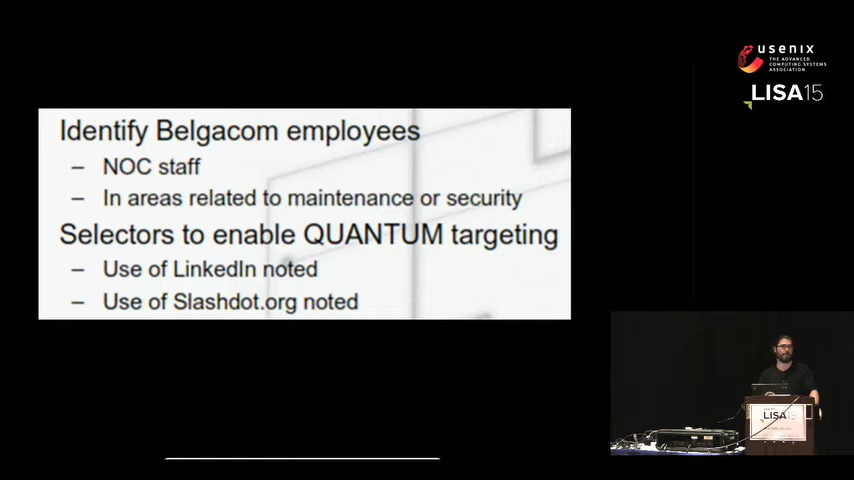 usenix
THE ADVANCED
COMPUTING SYSTEMS
ASSOCIATION
LISA15
Identify Belgacom employees
– NOC staff
– In areas related to maintenance or security
Selectors to enable QUANTUM targeting
– Use of LinkedIn noted
– Use of Slashdot.org noted
LISA15